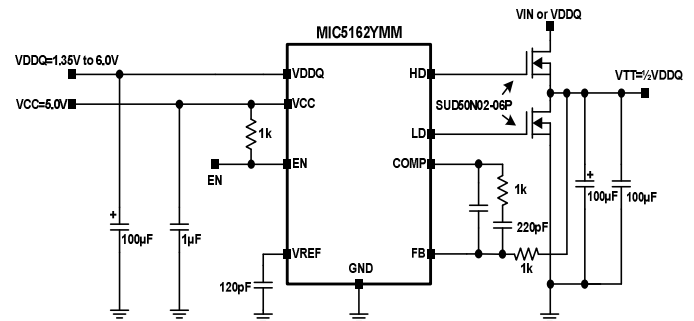 VIN or VDDQ
MIC5162YMM
VDDQ=1.35V to 6.0V
VDDQ
HD
VTT=½VDDQ
VCC=5.0V
VCC
SUD50N02-06P
1k
LD
EN
COMP
EN
1k
100µF
100µF
220pF
100µF
1µF
VREF
FB
GND
1k
120pF